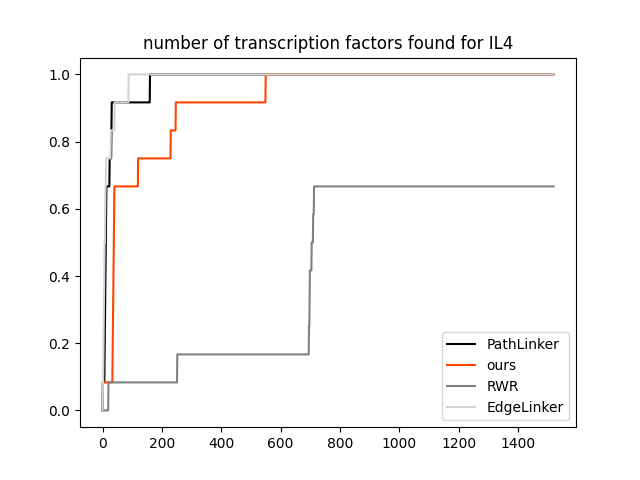 number of transcription factors found for IL4
1.0
0.8
0.6
0.4
0.2
0.0
0 200 400 600 800 1000 1200 1400
PathLinker
ours
RWR
EdgeLinker